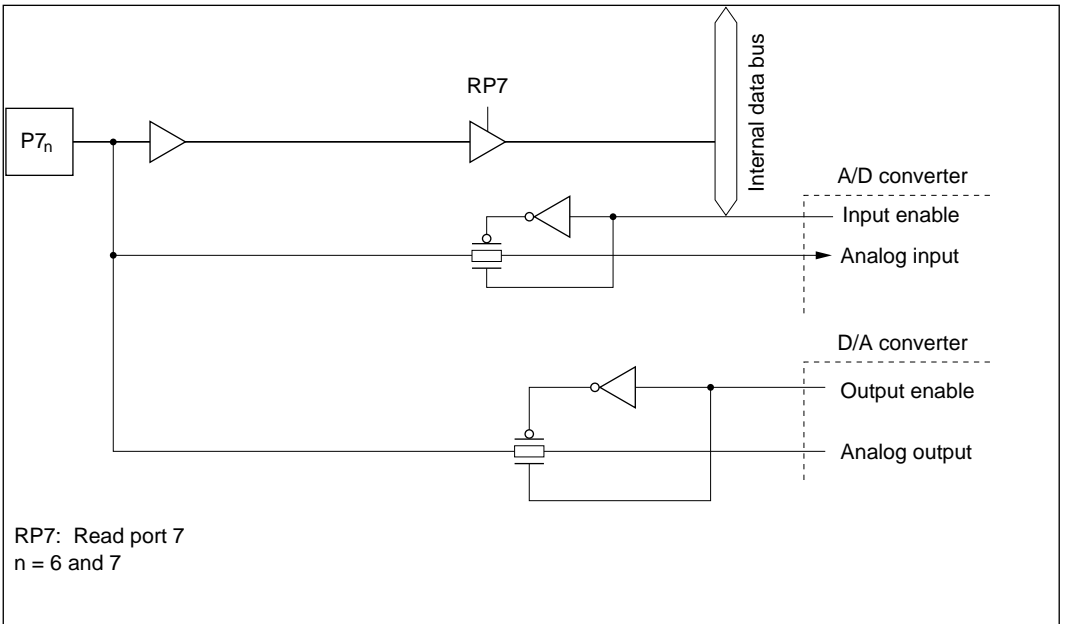 RP7
P7n
Internal data bus
A/D converter
Input enable
Analog input
D/A converter
Output enable
Analog output
RP7: Read port 7
n = 6 and 7